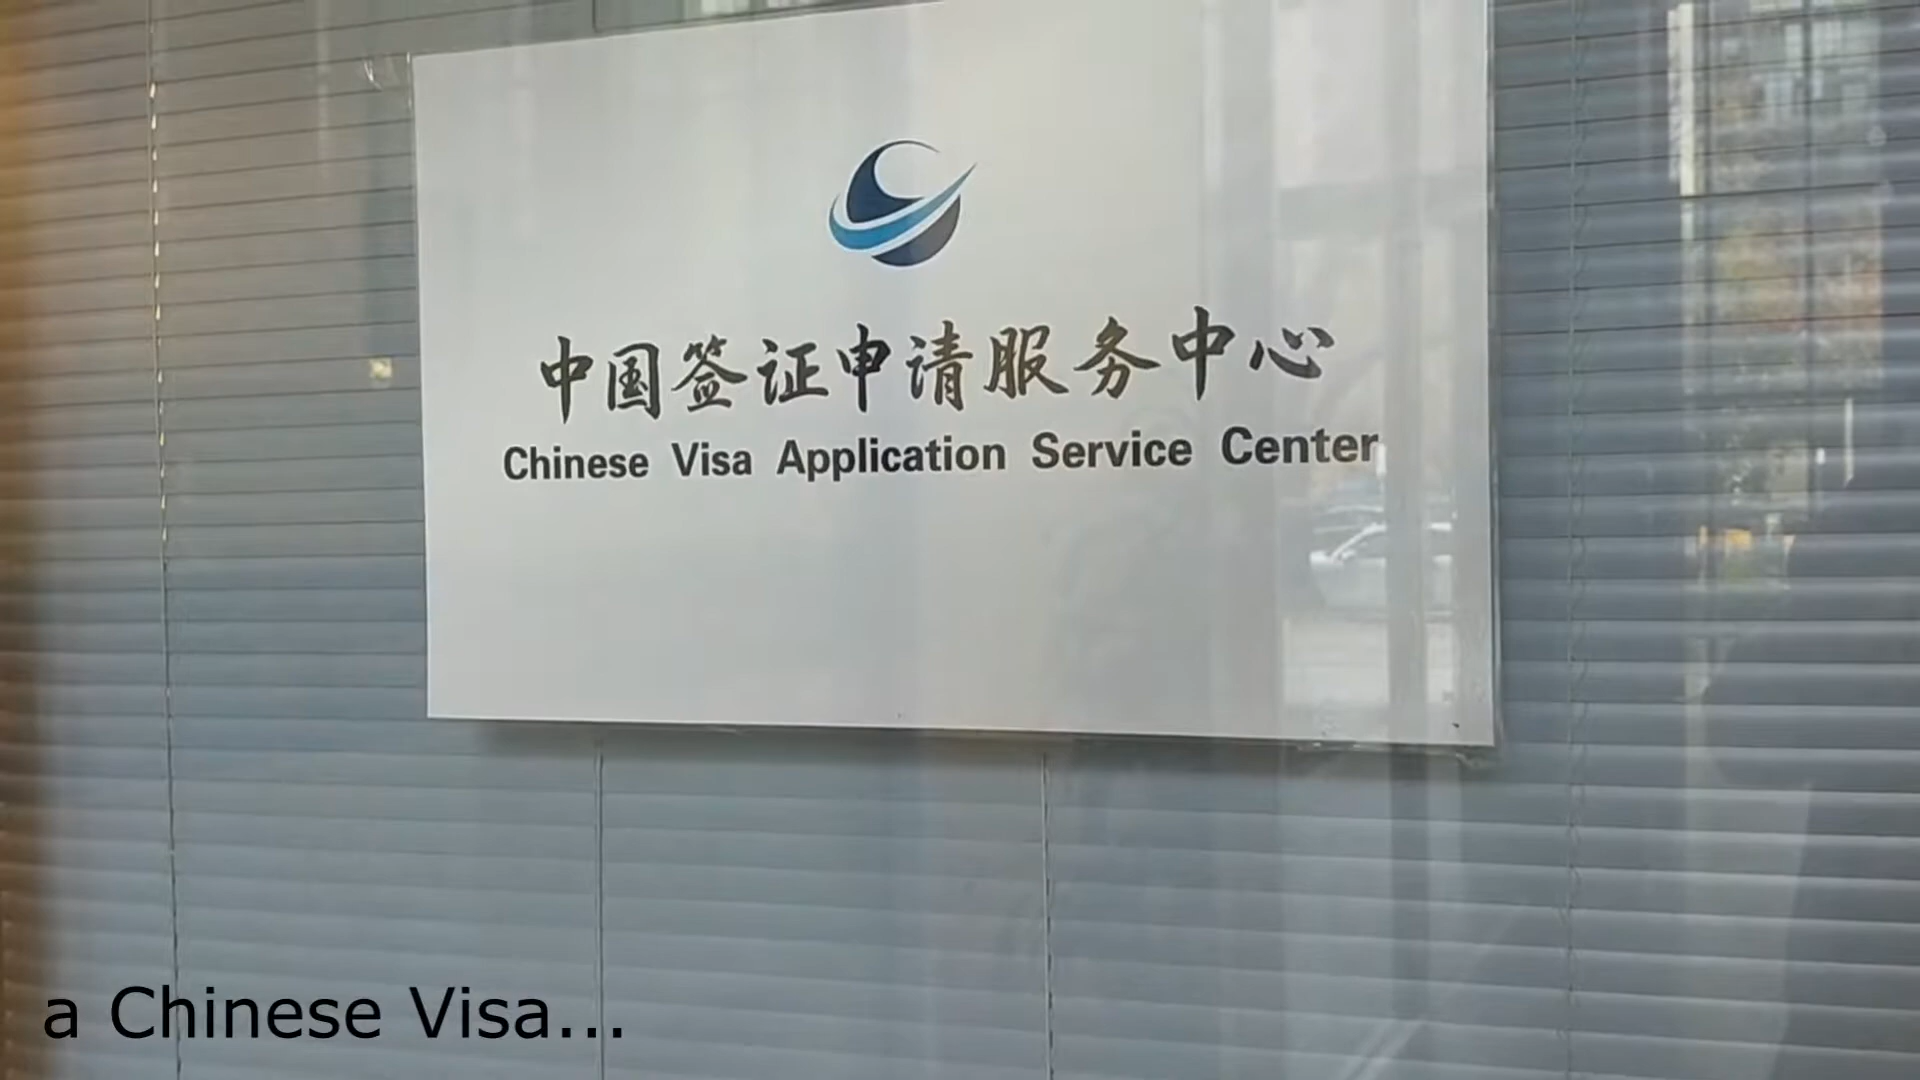 中国签证申请服务中心
Chinese Visa Application Service Center
a Chinese Visa...